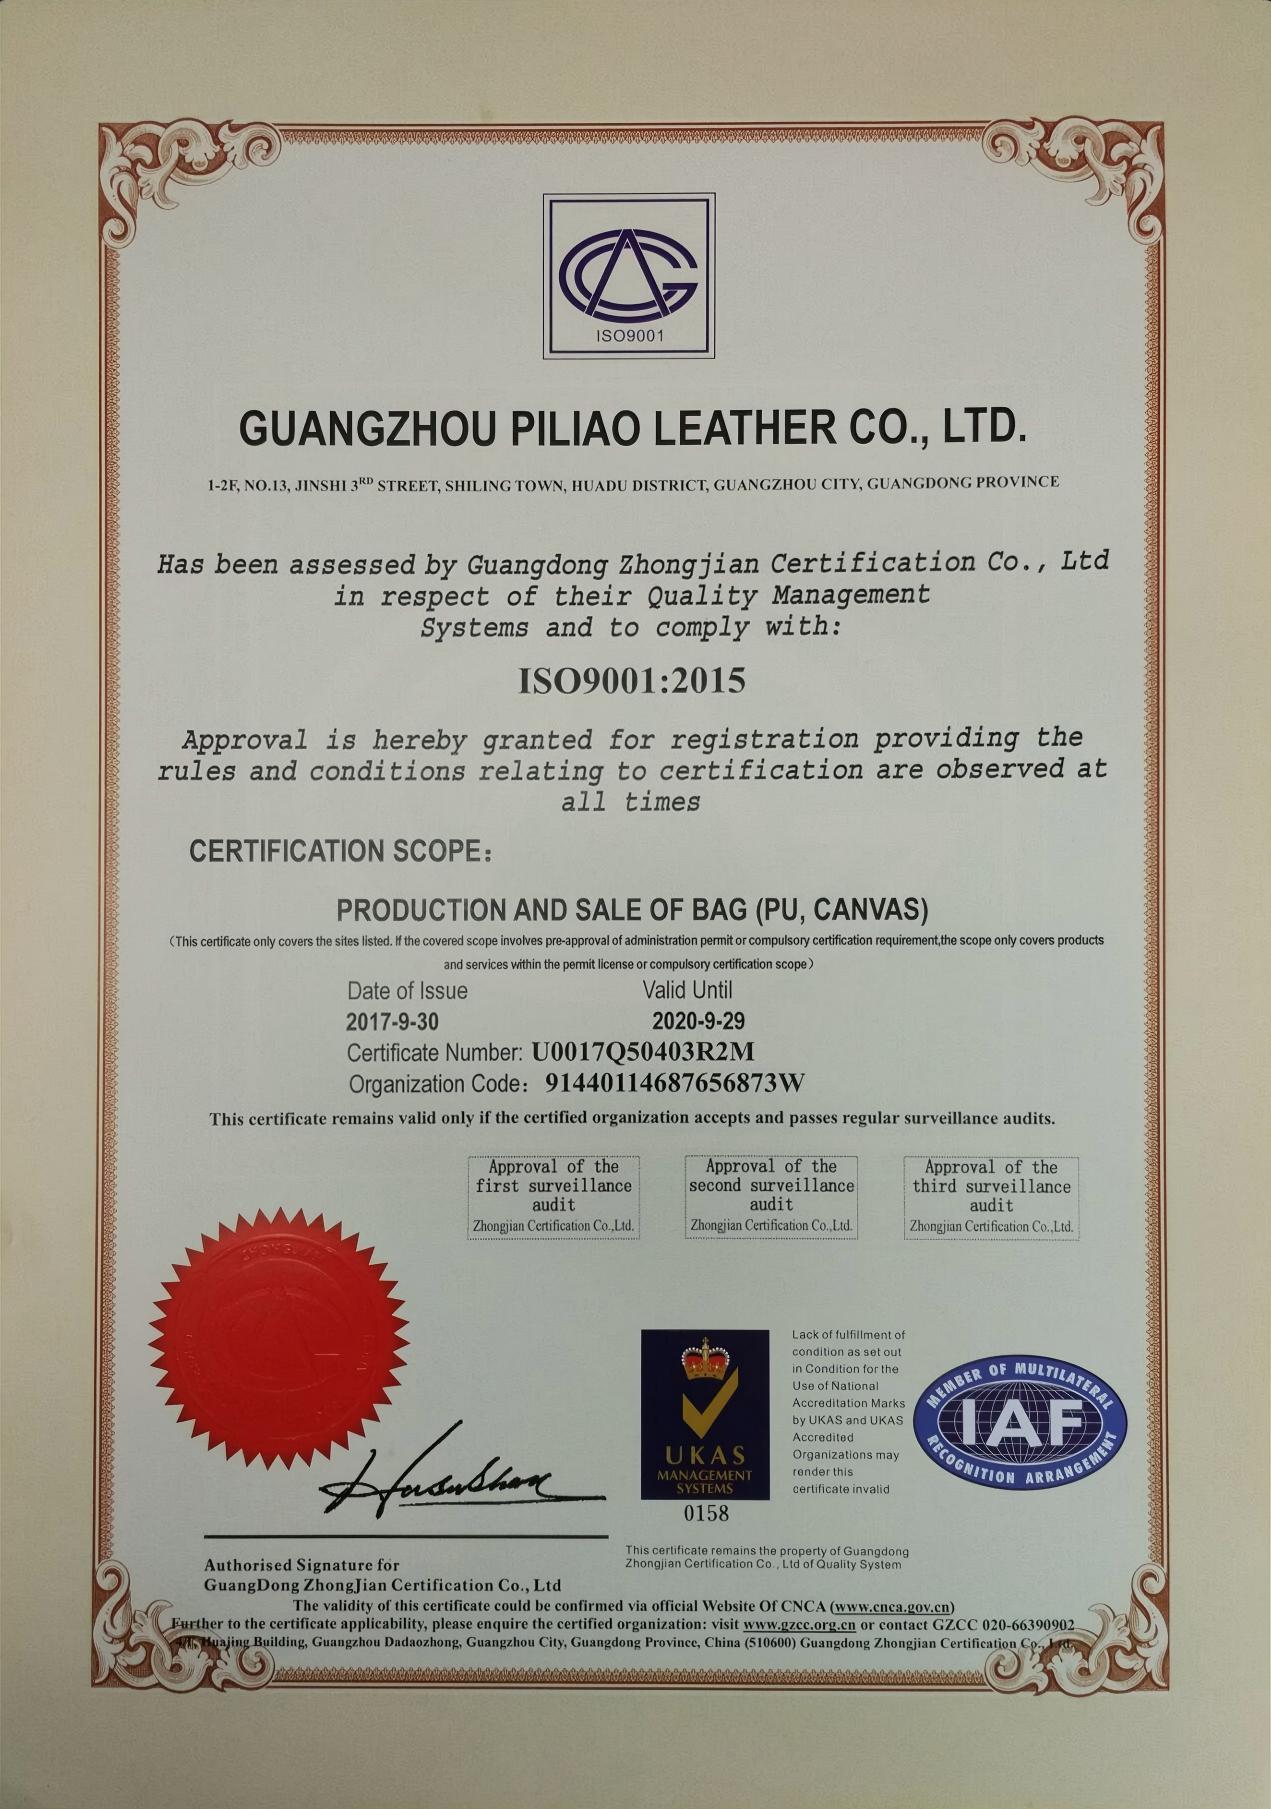 ISO9001
GUANGZHOU PILIAO LEATHER CO., LTD.
1-2F, NO.13, JINSHI 3RD STREET, SHILING TOWN, HUADU DISTRICT, GUANGZHOU CITY, GUANGDONG PROVINCE
Has been assessed by Guangdong Zhongjian Certification Co., Ltd
in respect of their Quality Management
Systems and to comply with:
ISO9001:2015
Approval is hereby granted for registration providing the
rules and conditions relating to certification are observed at
all times
CERTIFICATION SCOPE:
PRODUCTION AND SALE OF BAG (PU, CANVAS)
(This certificate only covers the sites listed. If the covered scope involves pre-approval of administration permit or compulsory certification requirement,the scope only covers products
and services within the permit license or compulsory certification scope)
Date of Issue Valid Until
2017-9-30 2020-9-29
Certificate Number: U0017Q50403R2M
Organization Code: 91440114687656873W
This certificate remains valid only if the certified organization accepts and passes regular surveillance audits.
Approval of the
first surveillance
audit
Zhongjian Certification Co.,Ltd.
Approval of the
second surveillance
audit
Zhongjian Certification Co.,Ltd.
Approval of the
third surveillance
audit
Zhongjian Certification Co.,Ltd.
UKAS
MANAGEMENT
SYSTEMS
0158
Lack of fulfillment of
condition as set out
in Condition for the
Use of National
Accreditation Marks
by UKAS and UKAS
Accredited
Organizations may
render this
certificate invalid
MEMBER OF MULTILATERAL
IAF
RECOGNITION ARRANGEMENT
This certificate remains the property of Guangdong
Zhongjian Certification Co., Ltd of Quality System
Authorised Signature for
GuangDong ZhongJian Certification Co., Ltd
The validity of this certificate could be confirmed via official Website Of CNCA (www.cnca.gov.cn)
Further to the certificate applicability, please enquire the certified organization: visit www.gzcc.org.cn or contact GZCC 020-66390902
Huajing Building, Guangzhou Dadaozhong, Guangzhou City, Guangdong Province, China (510600) Guangdong Zhongjian Certification Co., Ltd.